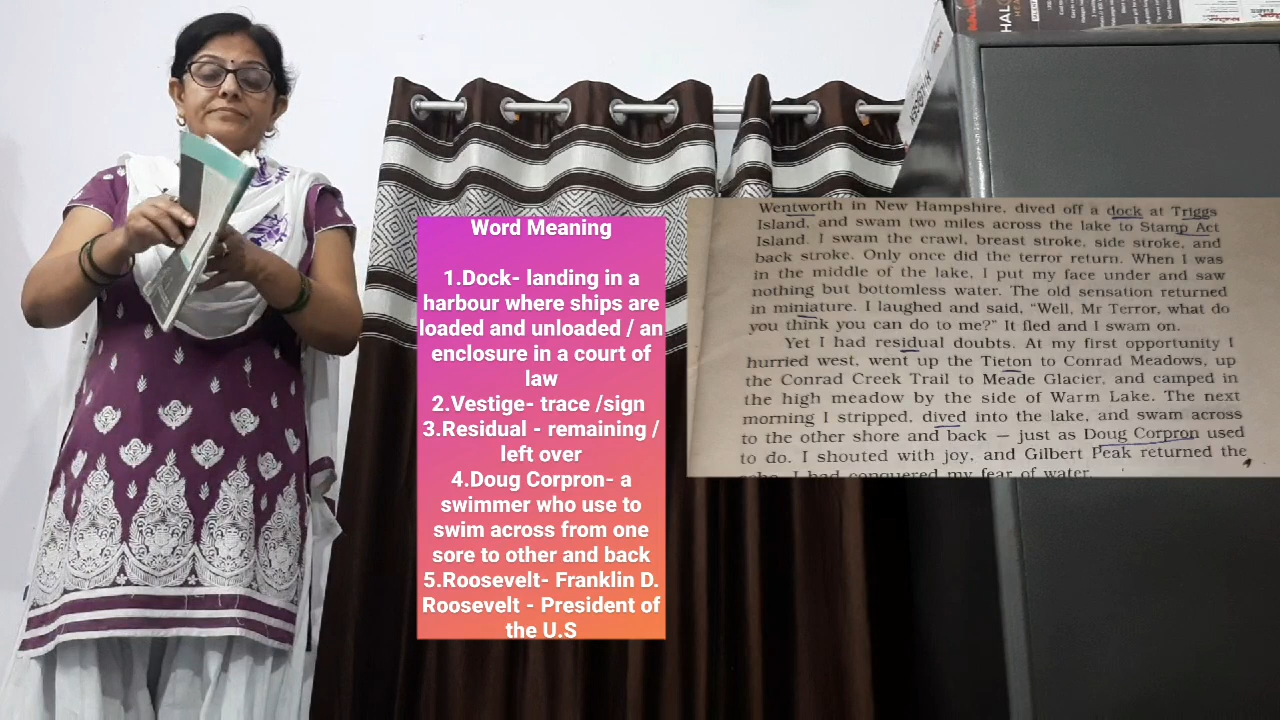 Word Meaning
1.Dock- landing in a
harbour where ships are
loaded and unloaded / an
enclosure in a court of
law
2.Vestige- trace /sign
3.Residual - remaining /
left over
4.Doug Corpron- a
swimmer who use to
swim across from one
sore to other and back
5.Roosevelt- Franklin D.
Roosevelt - President of
the U.S
Wentworth in New Hampshire, dived off a dock at Triggs
Island, and swam two miles across the lake to Stamp Act
Island. I swam the crawl, breast stroke, side stroke, and
back stroke. Only once did the terror return. When I was
in the middle of the lake, I put my face under and saw
nothing but bottomless water. The old sensation returned
in miniature. I laughed and said, “Well, Mr Terror, what do
you think you can do to me?” It fled and I swam on.
Yet I had residual doubts. At my first opportunity I
hurried west, went up the Tieton to Conrad Meadows, up
the Conrad Creek Trail to Meade Glacier, and camped in
the high meadow by the side of Warm Lake. The next
morning I stripped, dived into the lake, and swam across
to the other shore and back — just as Doug Corpron used
to do. I shouted with joy, and Gilbert Peak returned the
echo. I had conquered my fear of water.